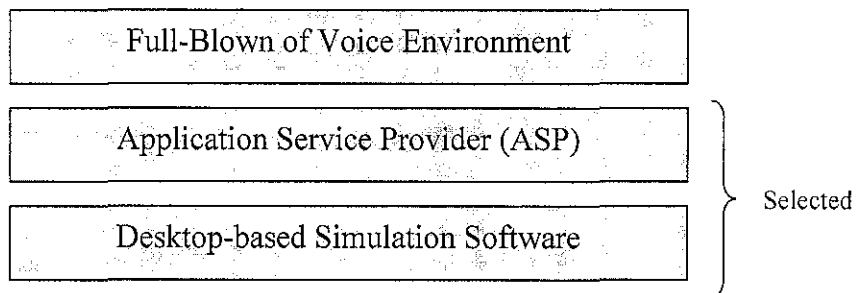 Full-Blown of Voice Environment
Application Service Provider (ASP)
Selected
Desktop-based Simulation Software